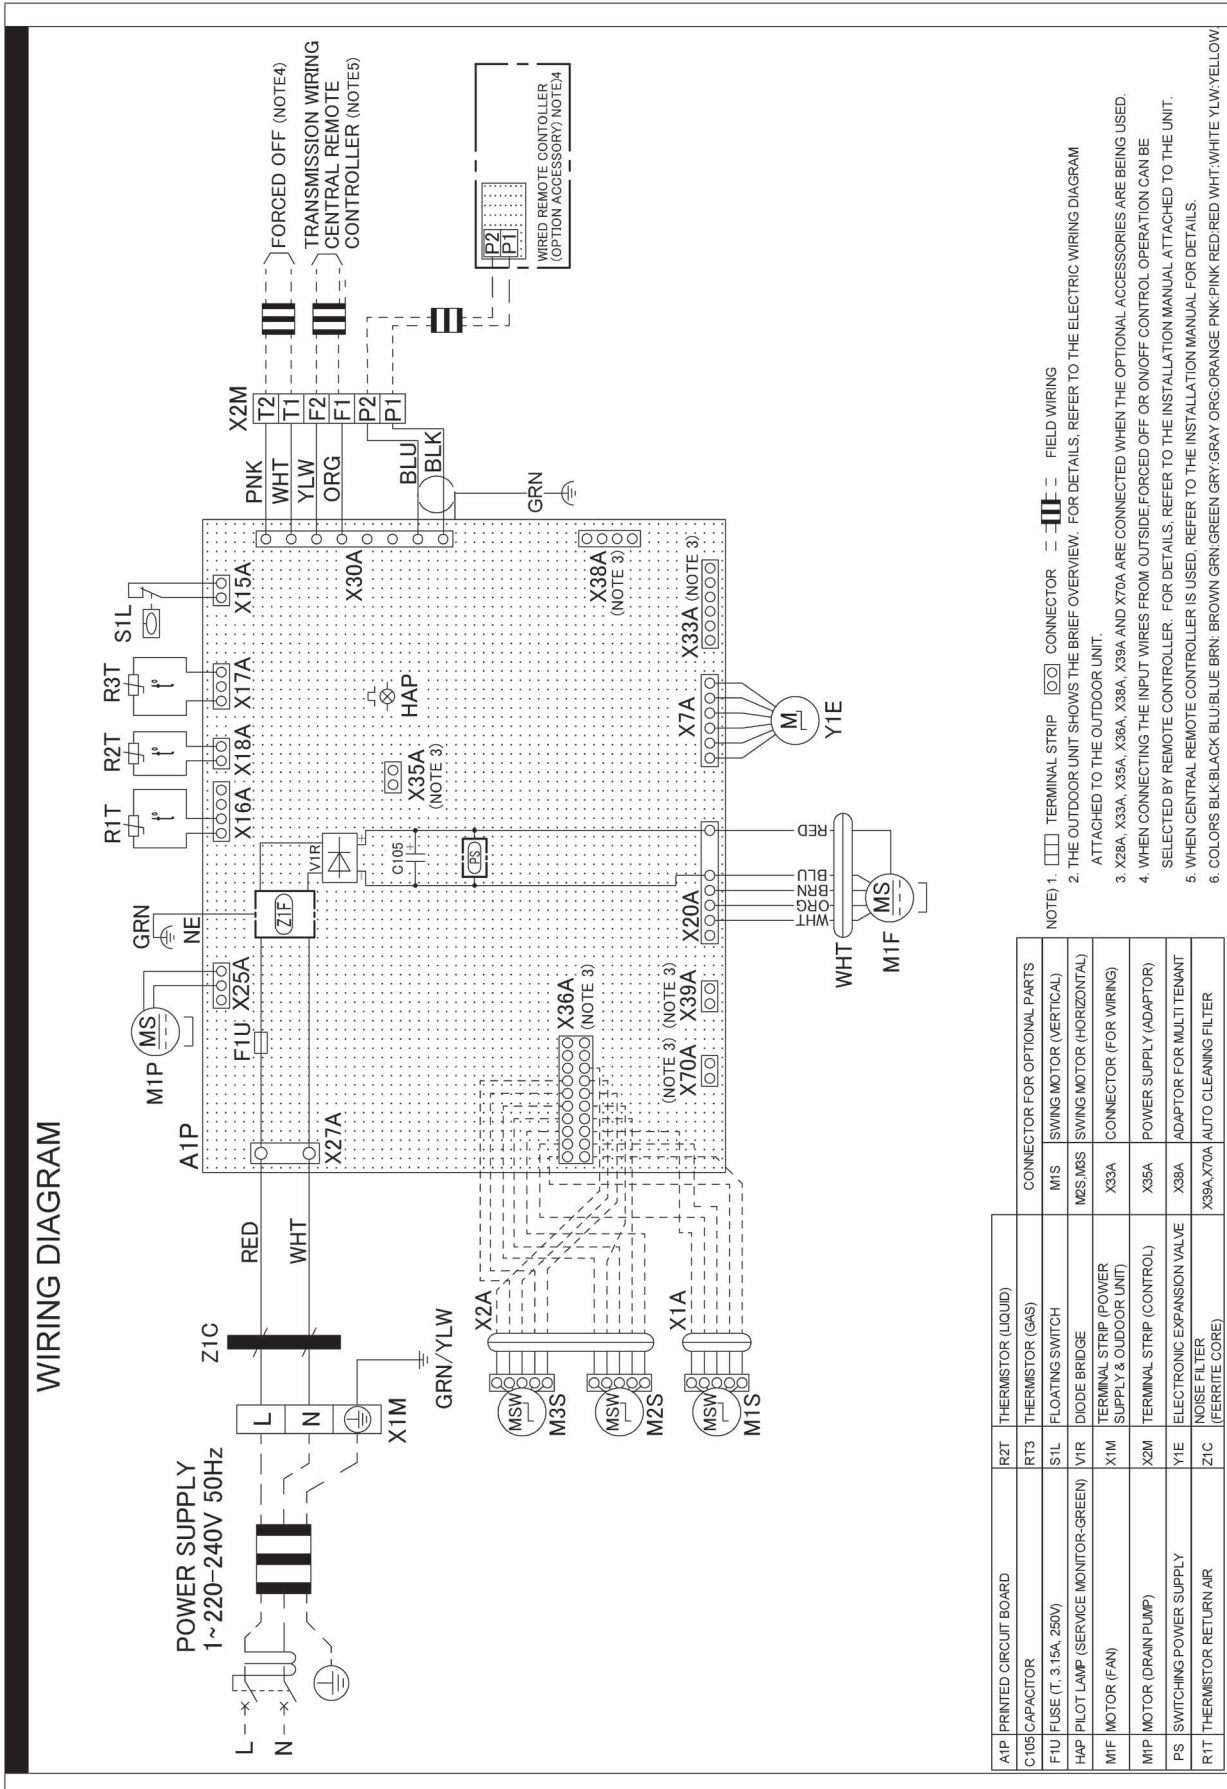 WIRING DIAGRAM
POWER SUPPLY
1~220-240V 50Hz
L
N
L
N
X1M
Z1C
RED
WHT
GRN/YLW
A1P
X27A
F1U
M1P
MS
X25A
GRN
NE
Z1F
V1R
C105
PS
R1T
X16A
R2T
X18A
R3T
X17A
S1L
X15A
HAP
X35A
(NOTE 3)
X30A
PNK
WHT
YLW
ORG
BLU
BLK
GRN
X2M
T2
T1
F2
F1
P2
P1
FORCED OFF (NOTE4)
TRANSMISSION WIRING
CENTRAL REMOTE
CONTROLLER (NOTE5)
P2
P1
WIRED REMOTE CONTOLLER
(OPTION ACCESSORY) NOTE)4
X38A
(NOTE 3)
X33A (NOTE 3)
X7A
M
Y1E
X20A
RED
BLU
BRN
ORG
WHT
WHT
MS
M1F
X39A
(NOTE 3)
X70A
(NOTE 3)
X36A
(NOTE 3)
X2A
X1A
MSW
M3S
MSW
M2S
MSW
M1S
A1P PRINTED CIRCUIT BOARD
C105 CAPACITOR
F1U FUSE (T, 3.15A, 250V)
HAP PILOT LAMP (SERVICE MONITOR-GREEN)
M1F MOTOR (FAN)
M1P MOTOR (DRAIN PUMP)
PS SWITCHING POWER SUPPLY
R1T THERMISTOR RETURN AIR
R2T THERMISTOR (LIQUID)
RT3 THERMISTOR (GAS)
S1L FLOATING SWITCH
V1R DIODE BRIDGE
X1M TERMINAL STRIP (POWER
SUPPLY & OUDOOR UNIT)
X2M TERMINAL STRIP (CONTROL)
Y1E ELECTRONIC EXPANSION VALVE
Z1C NOISE FILTER
(FERRITE CORE)
CONNECTOR FOR OPTIONAL PARTS
M1S SWING MOTOR (VERTICAL)
M2S,M3S SWING MOTOR (HORIZONTAL)
X33A CONNECTOR (FOR WIRING)
X35A POWER SUPPLY (ADAPTOR)
X38A ADAPTOR FOR MULTI TENANT
X39A,X70A AUTO CLEANING FILTER
NOTE) 1. TERMINAL STRIP CONNECTOR FIELD WIRING
2. THE OUTDOOR UNIT SHOWS THE BRIEF OVERVIEW. FOR DETAILS, REFER TO THE ELECTRIC WIRING DIAGRAM
ATTACHED TO THE OUTDOOR UNIT.
3. X28A, X33A, X35A, X36A, X38A, X39A AND X70A ARE CONNECTED WHEN THE OPTIONAL ACCESSORIES ARE BEING USED.
4. WHEN CONNECTING THE INPUT WIRES FROM OUTSIDE,FORCED OFF OR ON/OFF CONTROL OPERATION CAN BE
SELECTED BY REMOTE CONTROLLER. FOR DETAILS, REFER TO THE INSTALLATION MANUAL ATTACHED TO THE UNIT.
5. WHEN CENTRAL REMOTE CONTROLLER IS USED, REFER TO THE INSTALLATION MANUAL FOR DETAILS.
6. COLORS BLK:BLACK BLU:BLUE BRN: BROWN GRN:GREEN GRY:GRAY ORG:ORANGE PNK:PINK RED:RED WHT:WHITE YLW:YELLOW.